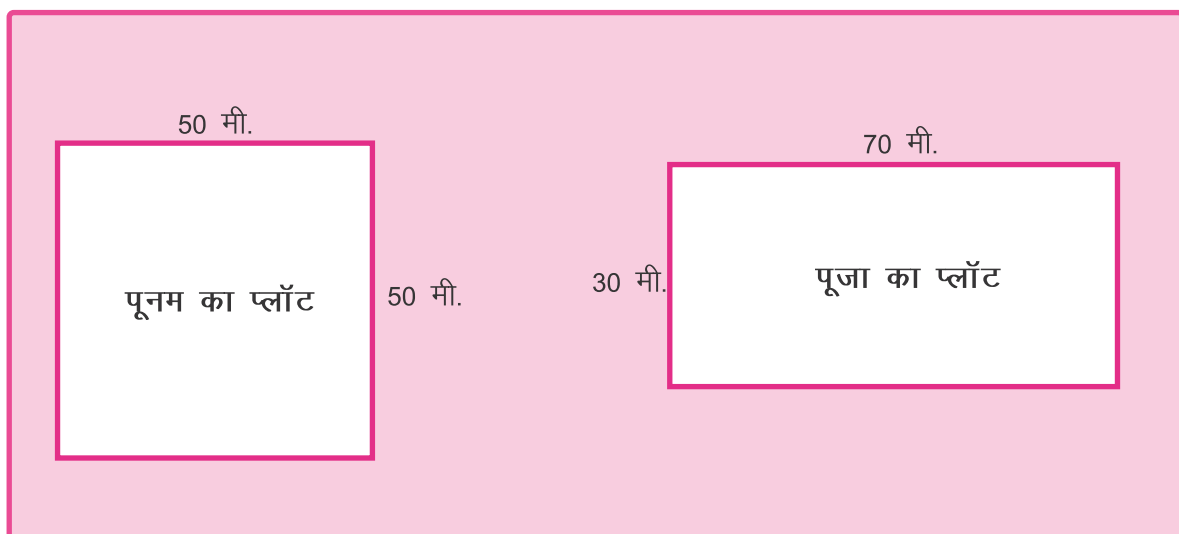 50 मी.
70 मी.
पूनम का प्लॉट
50 मी.
30 मी.
पूजा का प्लॉट